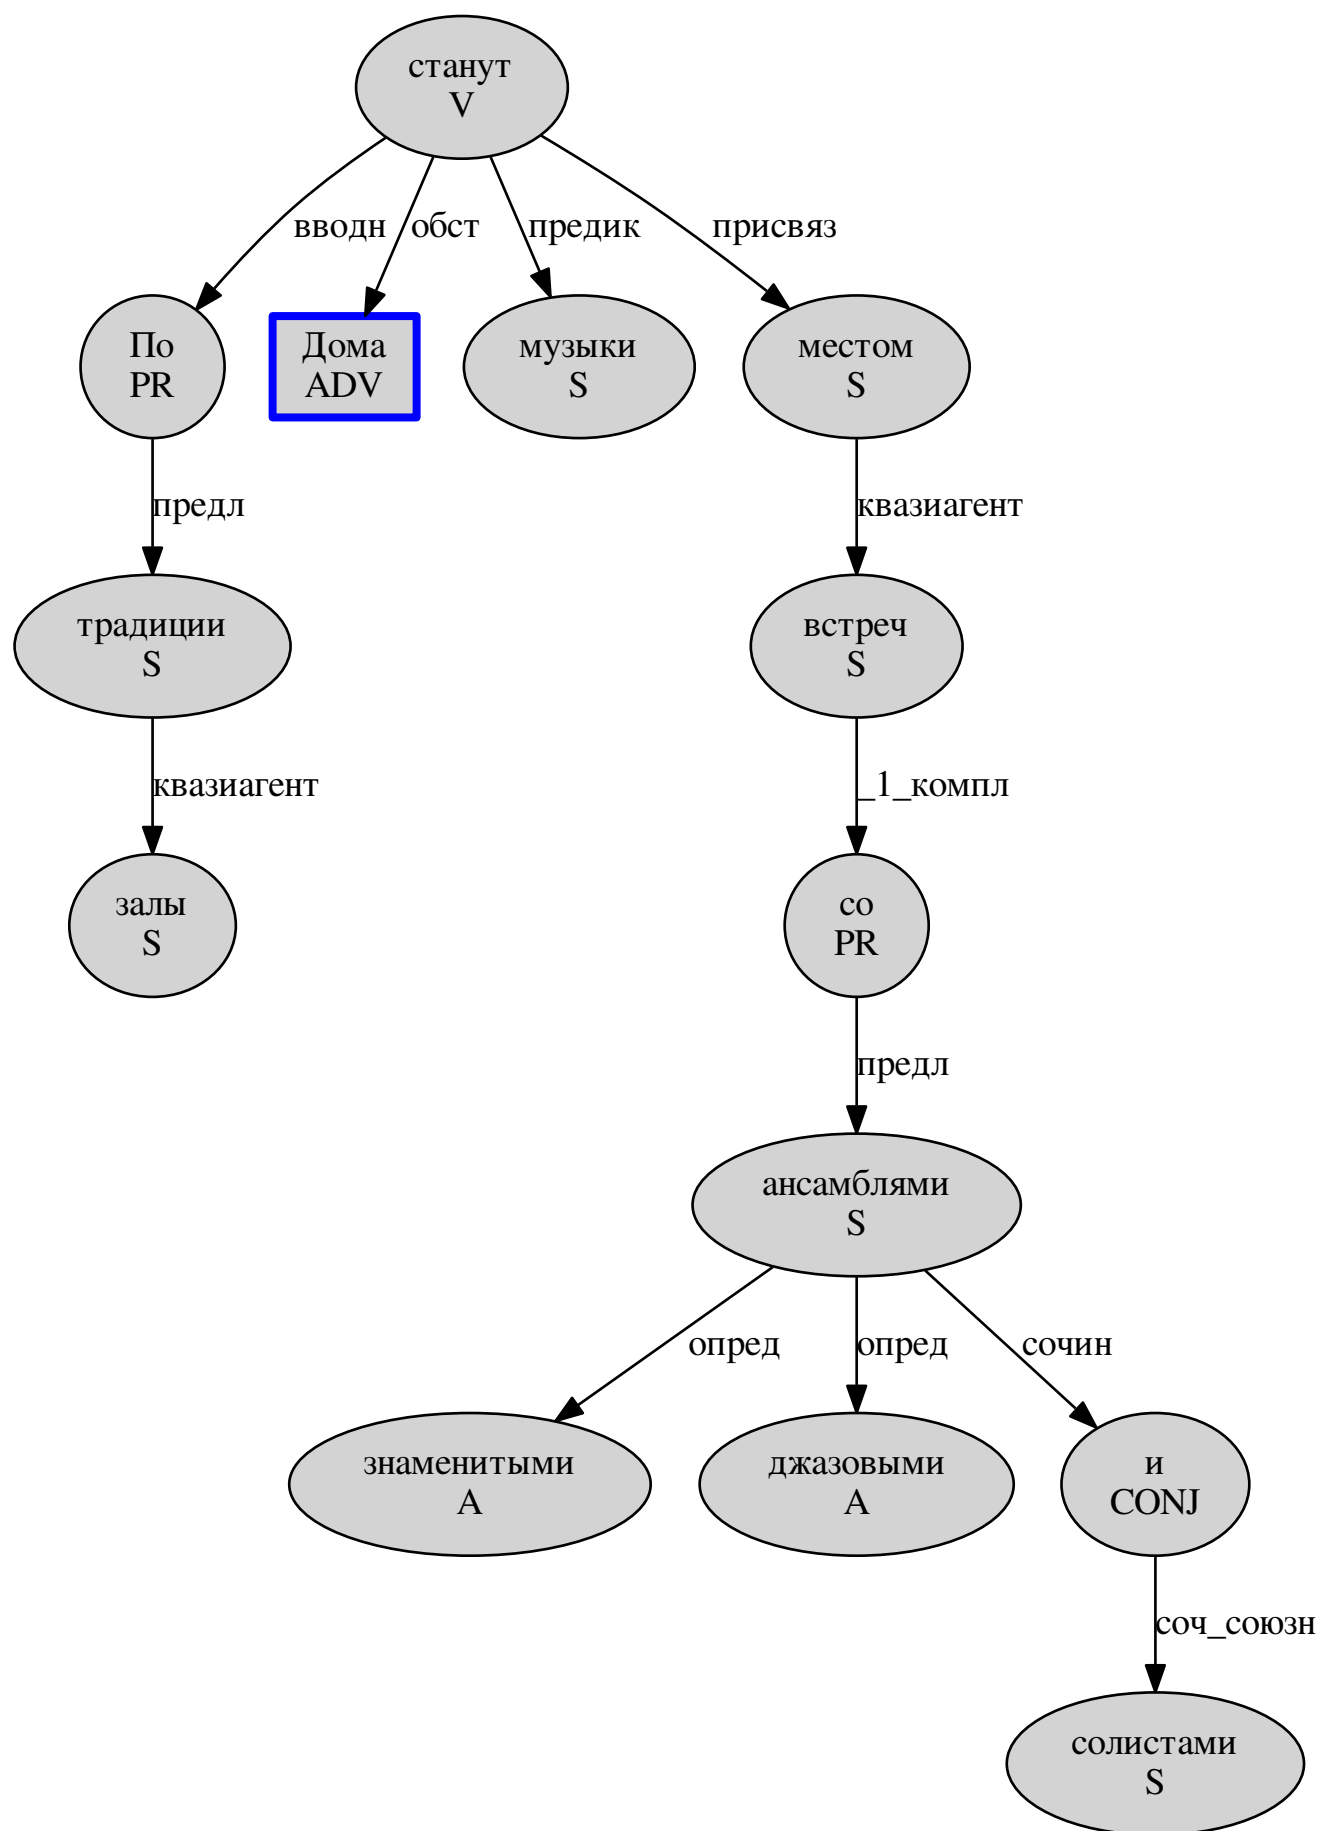 станут
V
вводн
обст
предик
присвяз
По
PR
Дома
ADV
музыки
S
местом
S
предл
квазиагент
традиции
S
встреч
S
квазиагент
_1_компл
залы
S
со
PR
предл
ансамблями
S
опред
опред
сочин
знаменитыми
A
джазовыми
A
и
CONJ
соч_союзн
солистами
S